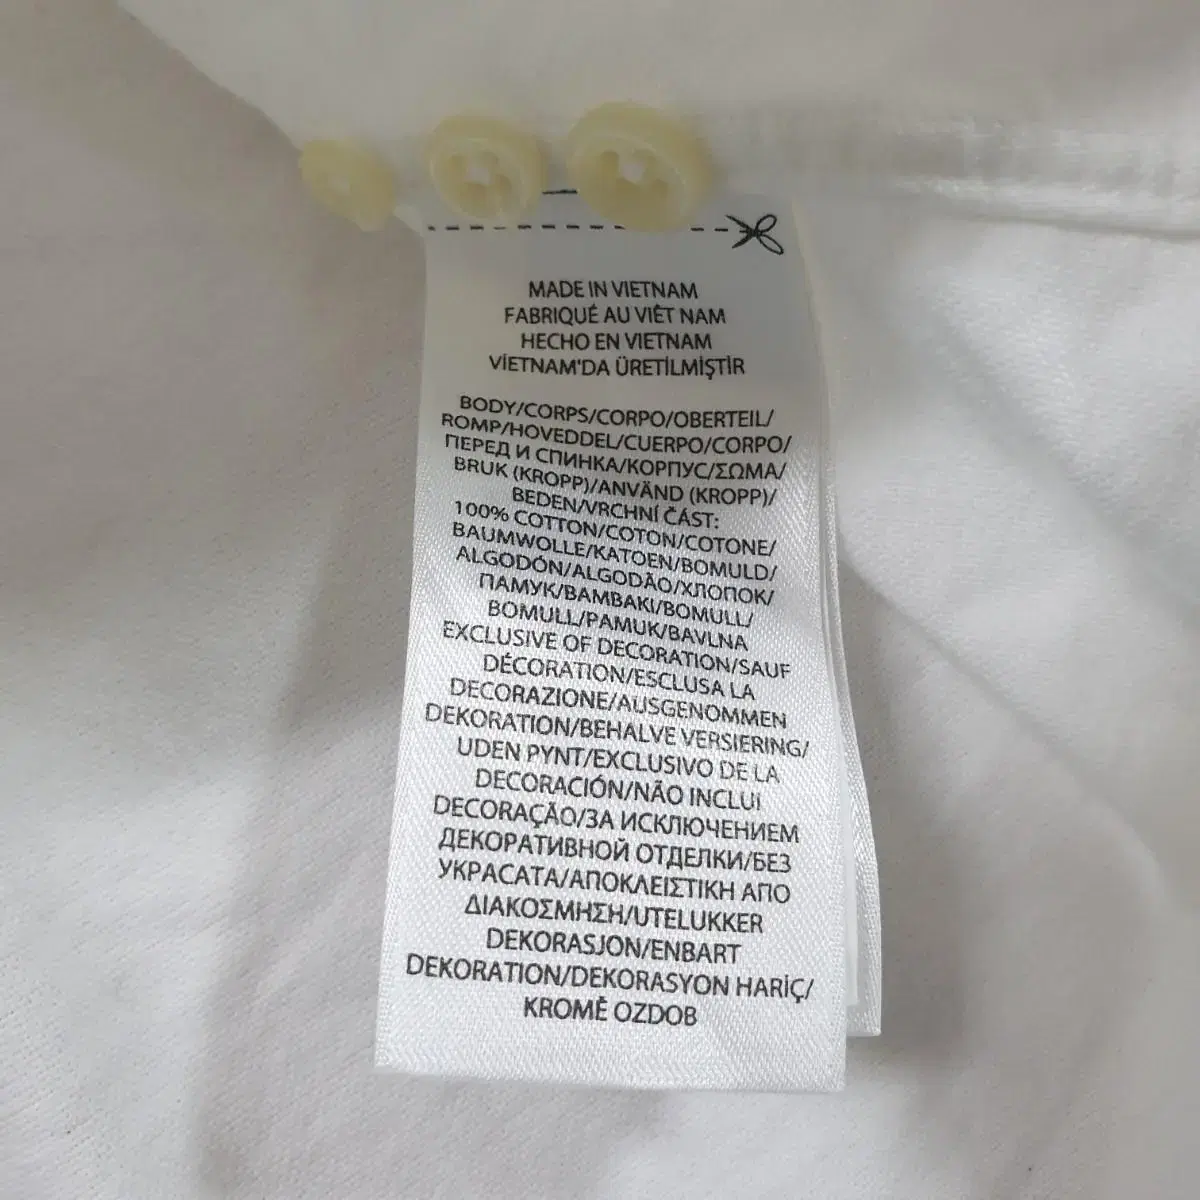 MADE IN VIETNAM
FABRIQUÉ AU VIÊT NAM
HECHO EN VIETNAM
VİETNAM'DA ÜRETİLMİŞTİR
BODY/CORPS/CORPO/OBERTEIL/
ROMP/HOVEDDEL/CUERPO/CORPO/
ПЕРЕД И СПИНКА/КОРПУС/ΣΩΜΑ/
BRUK (KROPP)/ANVÄND (KROPP)/
BEDEN/VRCHNÍ ČÁST:
100% COTTON/COTON/COTONE/
BAUMWOLLE/KATOEN/BOMULD/
ALGODÓN/ALGODÃO/ХЛОПОК/
ПАМУК/ΒΑΜΒΑΚΙ/BOMULL/
BOMULL/PAMUK/BAVLNA
EXCLUSIVE OF DECORATION/SAUF
DÉCORATION/ESCLUSA LA
DECORAZIONE/AUSGENOMMEN
DEKORATION/BEHALVE VERSIERING/
UDEN PYNT/EXCLUSIVO DE LA
DECORACIÓN/NÃO INCLUI
DECORAÇÃO/ЗА ИСКЛЮЧЕНИЕМ
ДЕКОРАТИВНОЙ ОТДЕЛКИ/БЕЗ
УКРАСАТА/ΑΠΟΚΛΕΙΣΤΙΚΗ ΑΠΟ
ΔΙΑΚΟΣΜΗΣΗ/UTELUKKER
DEKORASJON/ENBART
DEKORATION/DEKORASYON HARİÇ/
KROMĚ OZDOB